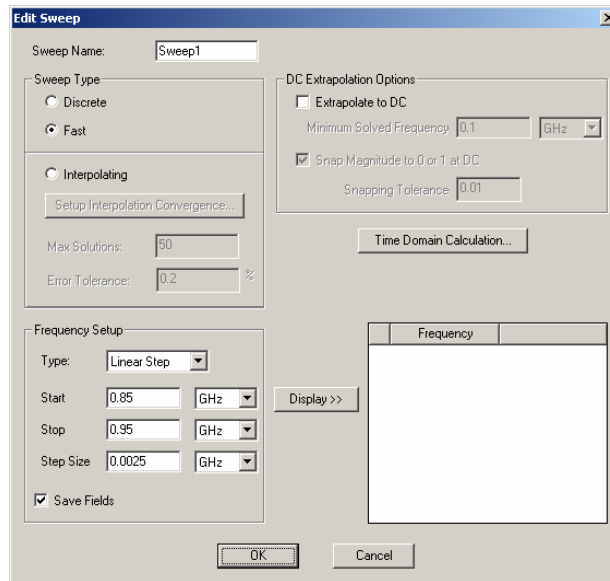 Edit Sweep
Sweep Name: Sweep1
Sweep Type
Discrete
Fast
Interpolating
Setup Interpolation Convergence...
Max Solutions: 50
Error Tolerance: 0.2 %
DC Extrapolation Options
Extrapolate to DC
Minimum Solved Frequency 0.1 GHz
Snap Magnitude to 0 or 1 at DC
Snapping Tolerance 0.01
Time Domain Calculation...
Frequency Setup
Type: Linear Step
Start 0.85 GHz
Stop 0.95 GHz
Step Size 0.0025 GHz
Save Fields
Display >>
Frequency
OK Cancel